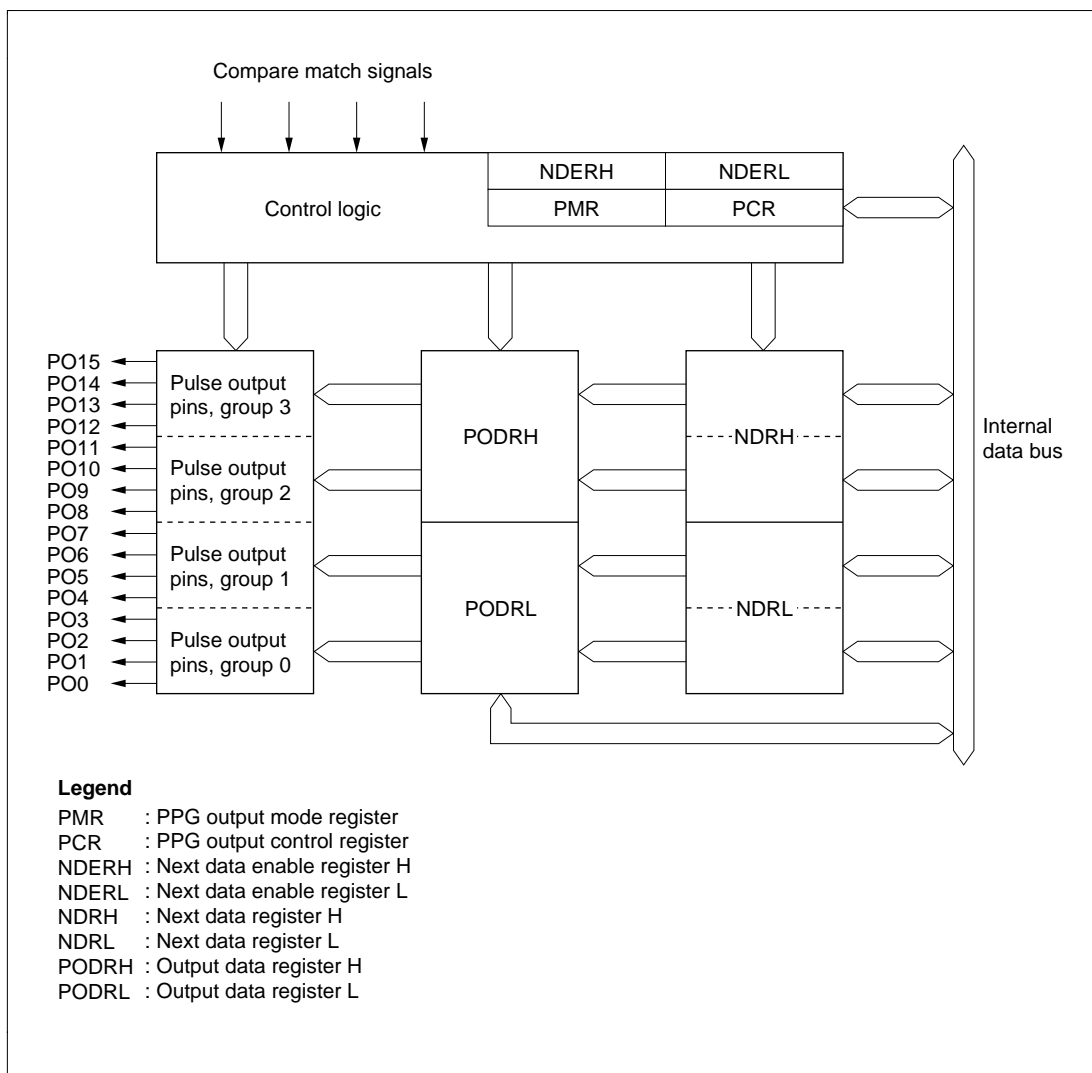 Compare match signals
Control logic
NDERH
NDERL
PMR
PCR
PO15
PO14
PO13
PO12
PO11
PO10
PO9
PO8
PO7
PO6
PO5
PO4
PO3
PO2
PO1
PO0
Pulse output
pins, group 3
Pulse output
pins, group 2
Pulse output
pins, group 1
Pulse output
pins, group 0
PODRH
PODRL
NDRH
NDRL
Internal
data bus
Legend
PMR : PPG output mode register
PCR : PPG output control register
NDERH : Next data enable register H
NDERL : Next data enable register L
NDRH : Next data register H
NDRL : Next data register L
PODRH : Output data register H
PODRL : Output data register L